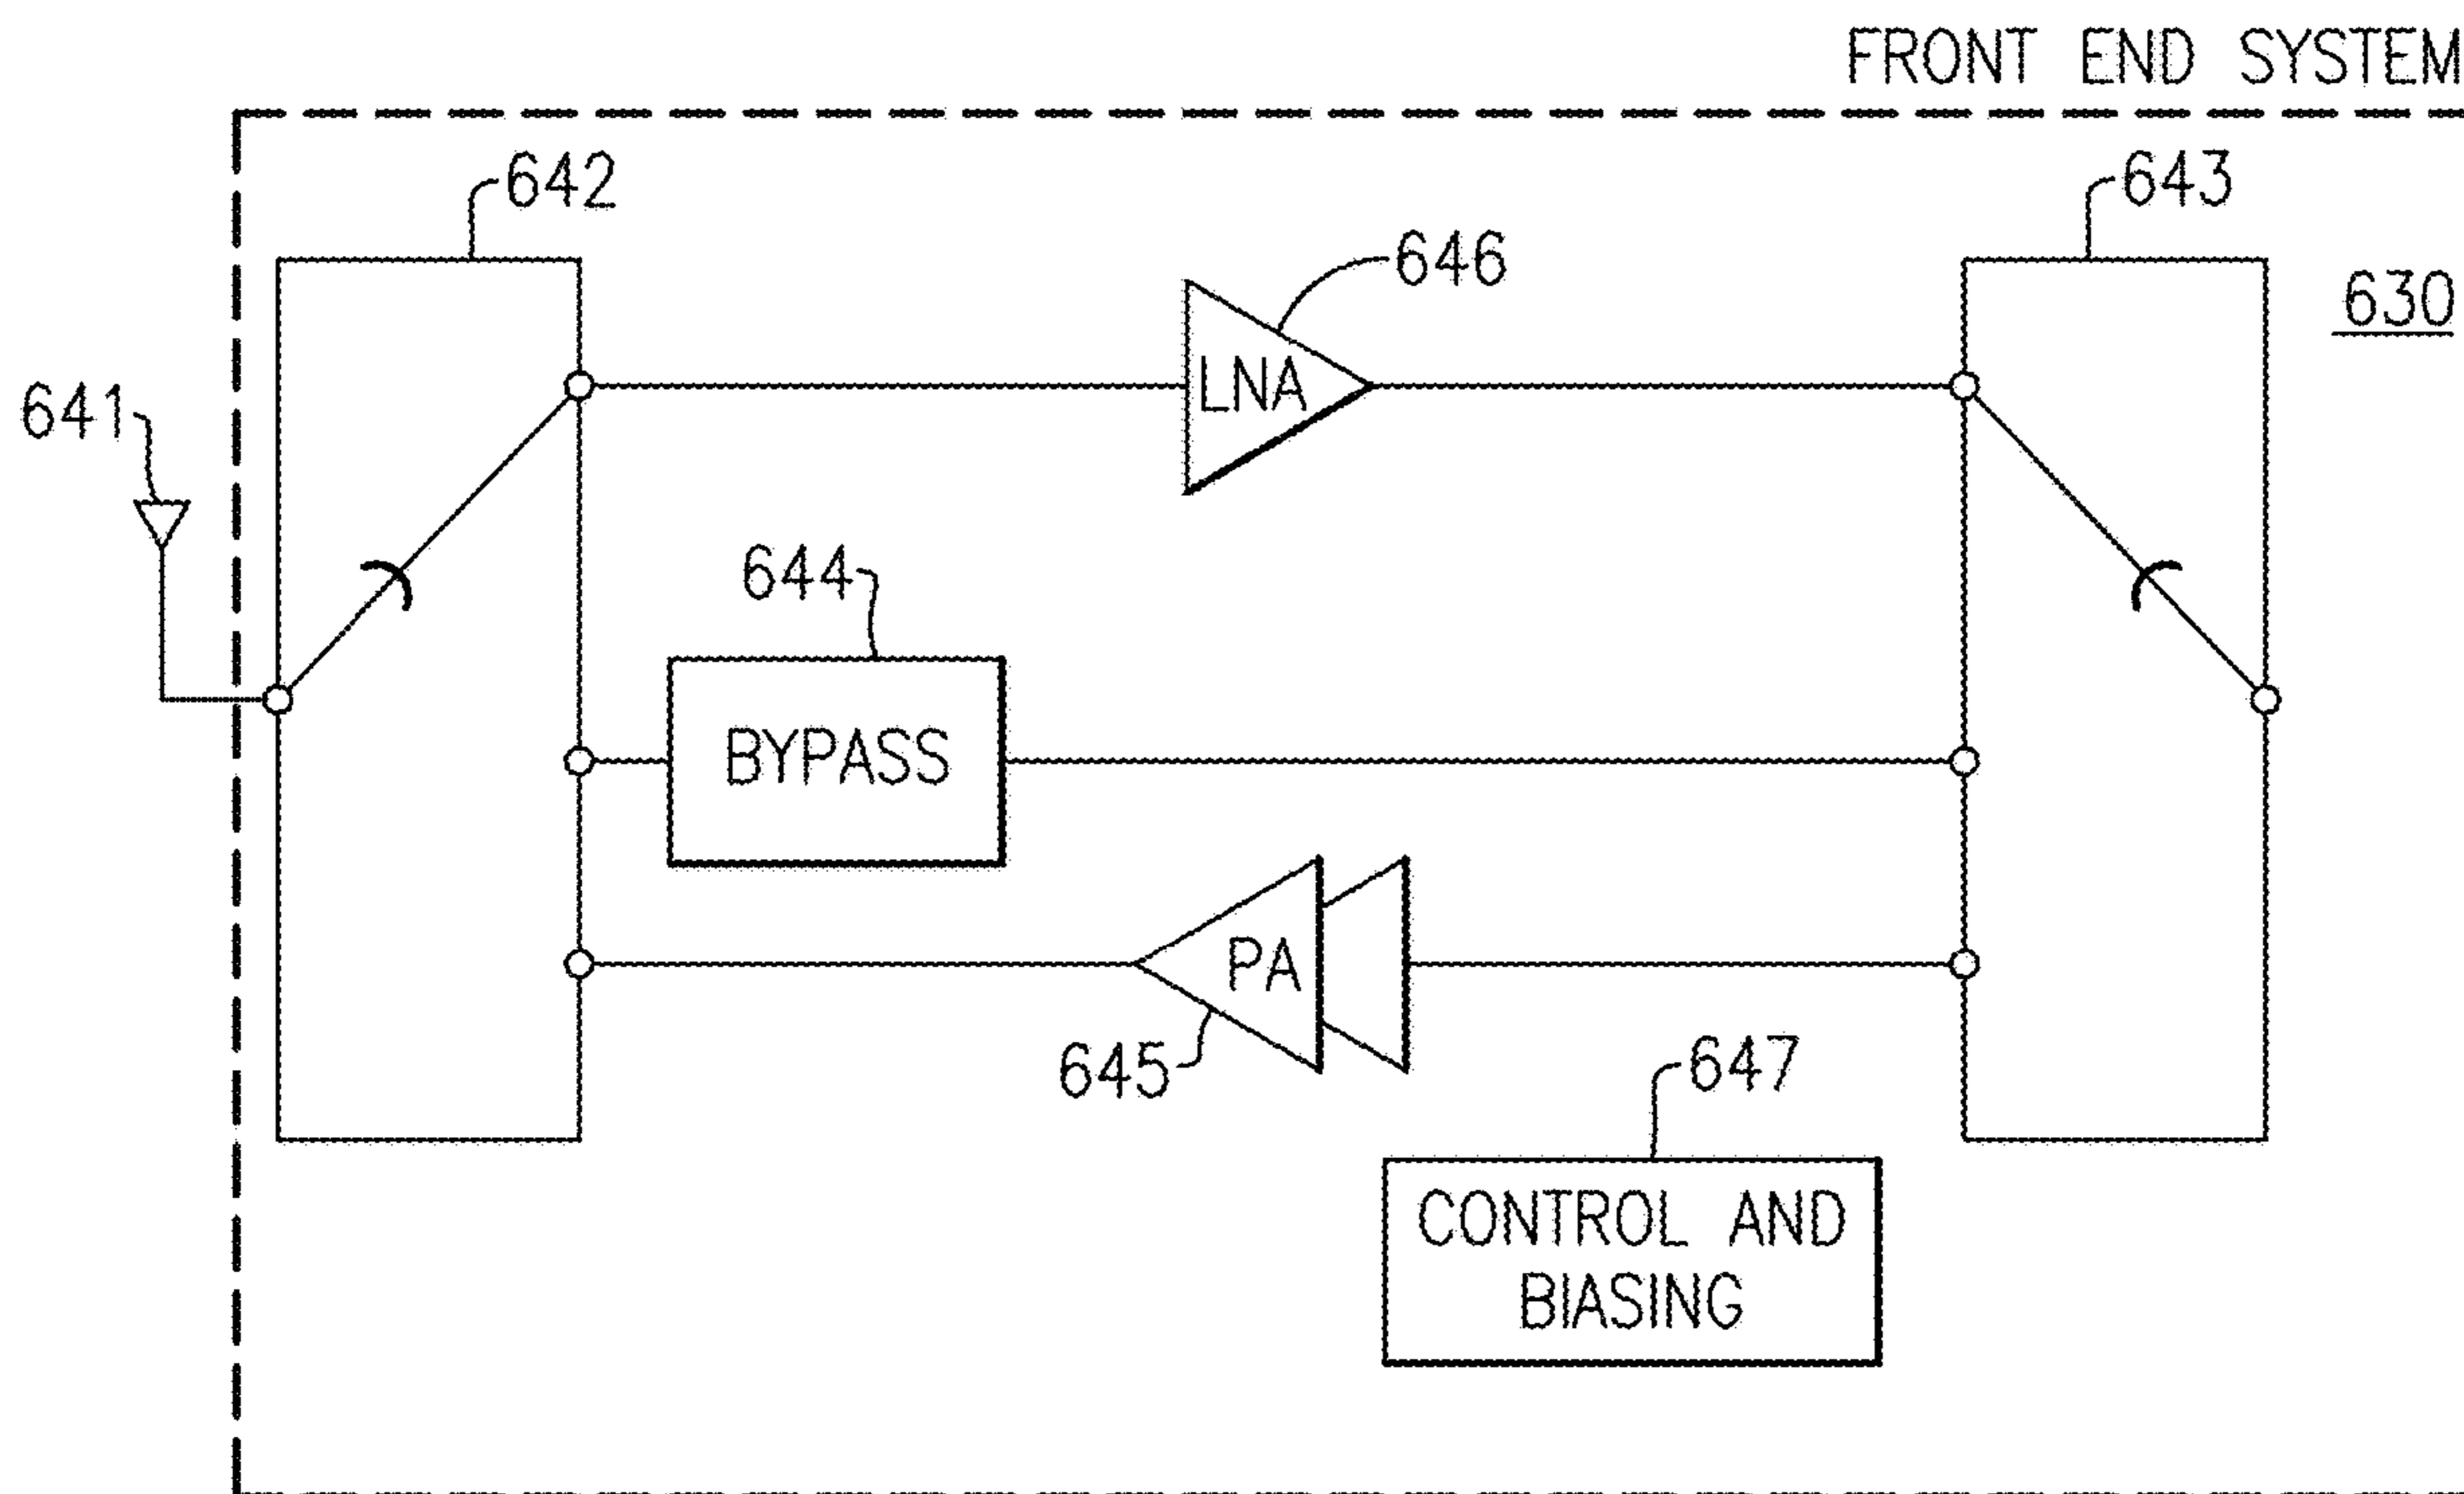 FRONT END SYSTEM
642
643
646
630
641
LNA
644
BYPASS
PA
645
647
CONTROL AND
BIASING